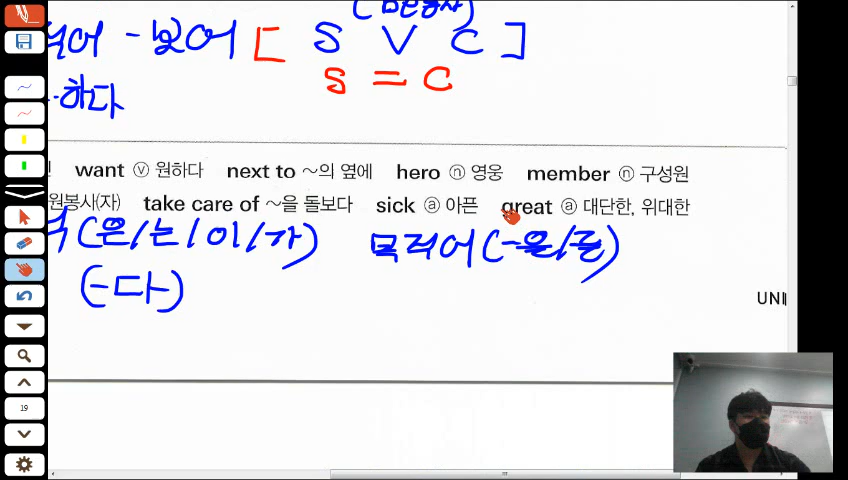 어 - 보어 [ S V C ]
S = C
하다
want ⓥ 원하다 next to ~의 옆에 hero ⓝ 영웅 member ⓝ 구성원
원봉사(자) take care of ~을 돌보다 sick ⓐ 아픈 great ⓐ 대단한, 위대한
(은/는/이/가) 목적어(-을/를)
(-다)
UNI
19